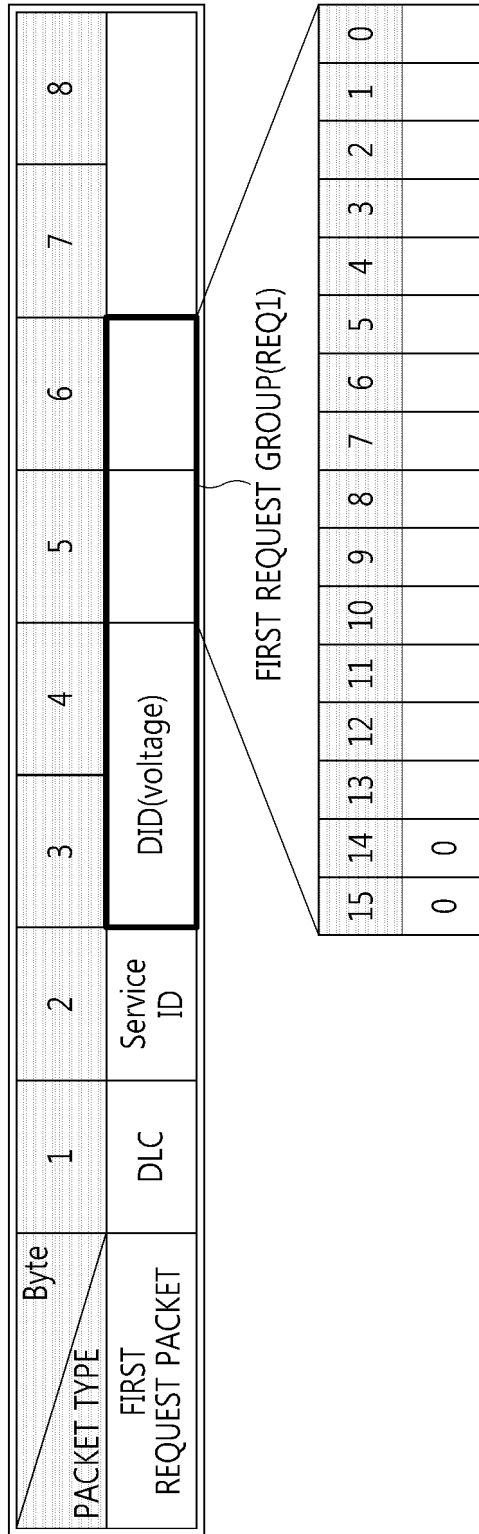 Byte
PACKET TYPE
1 2 3 4 5 6 7 8
FIRST
REQUEST PACKET
DLC
Service
ID
DID(voltage)
FIRST REQUEST GROUP(REQ1)
15 14 13 12 11 10 9 8 7 6 5 4 3 2 1 0
0 0